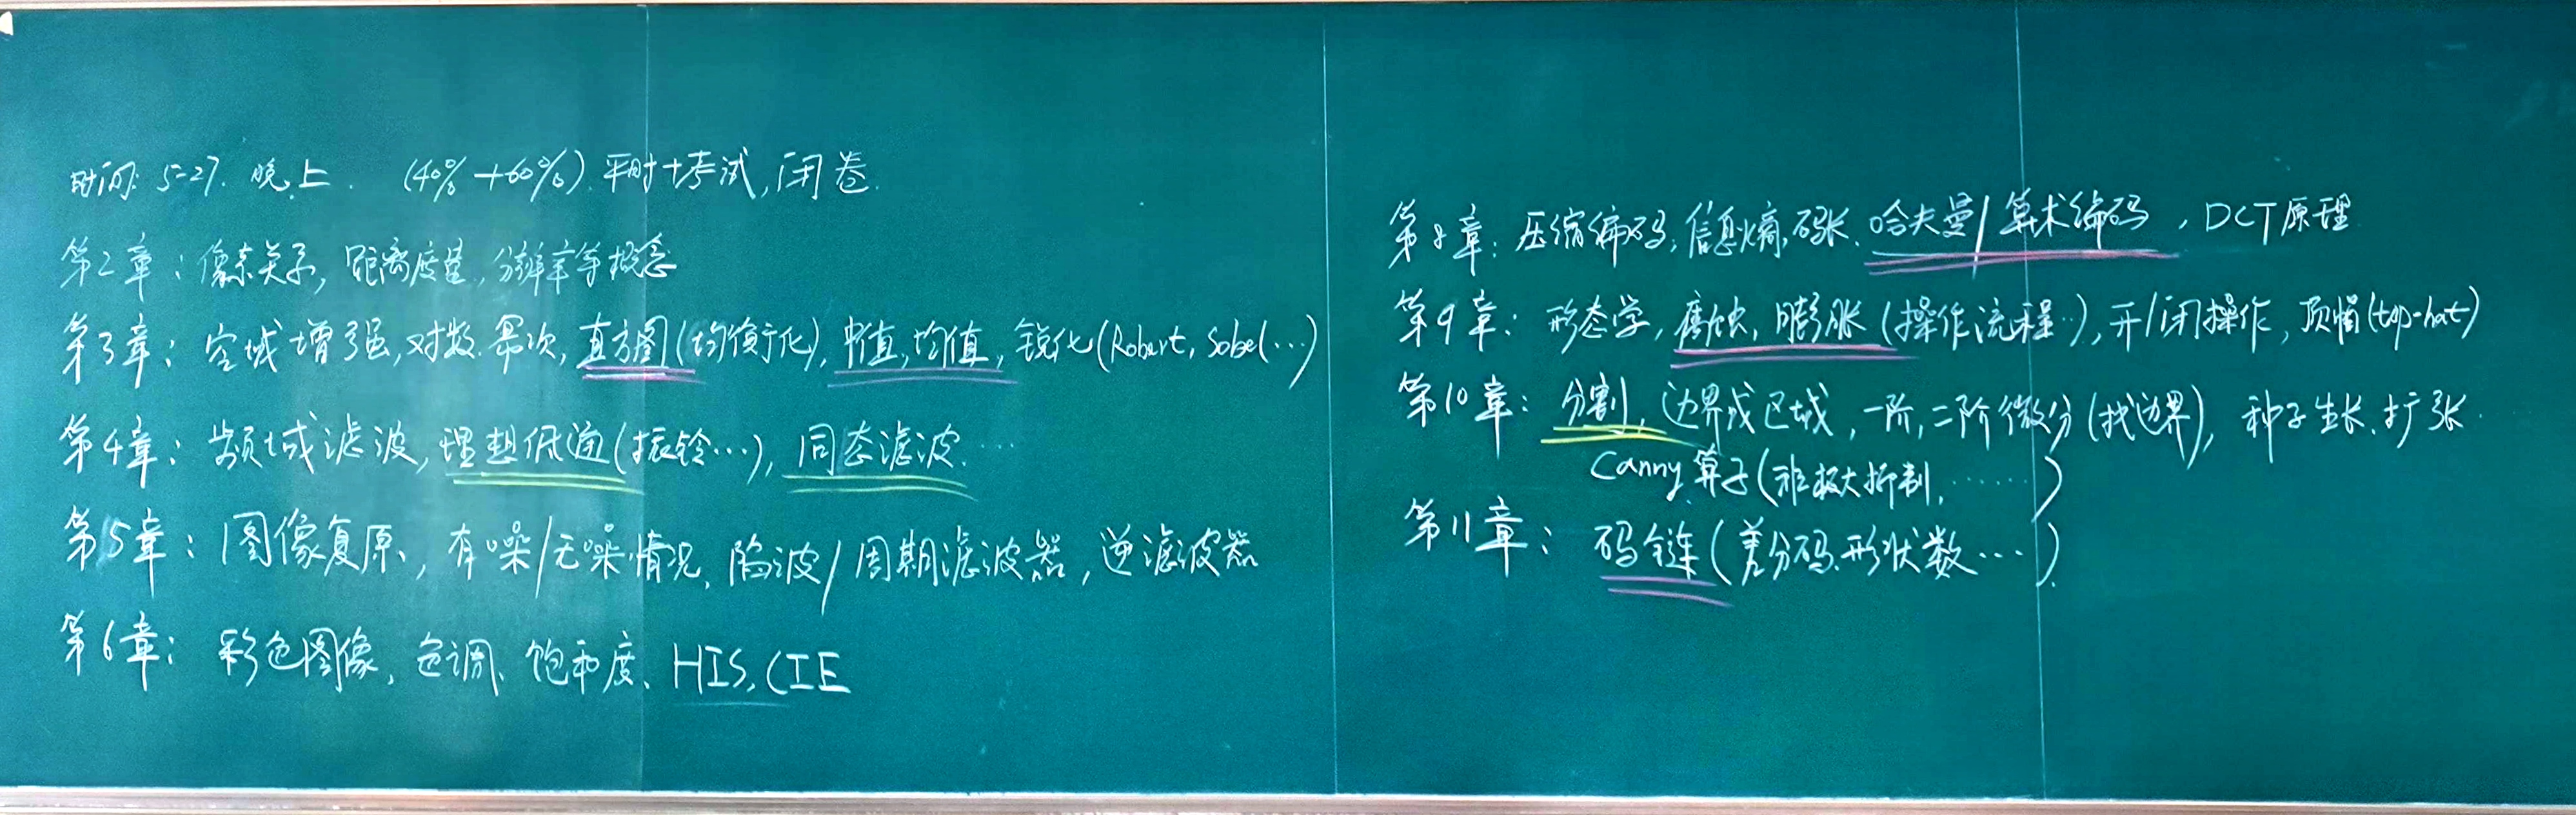 时间: 5-27. 晚上. (40% + 60%) 平时+考试, 闭卷.
第2章: 像素关系, 距离度量, 分辨率等概念
第3章: 空域增强, 对数.幂次, 直方图(均衡化), 中值, 均值, 锐化(Robert, Sobel…)
第4章: 频域滤波, 理想低通(振铃…), 同态滤波.…
第5章: 图像复原, 有噪/无噪情况, 陷波/周期滤波器, 逆滤波器
第6章: 彩色图像, 色调、饱和度、HIS, CIE
第8章: 压缩编码, 信息熵, 码长. 哈夫曼/算术编码, DCT原理
第9章: 形态学, 腐蚀, 膨胀(操作流程…), 开/闭操作, 顶帽(top-hat)
第10章: 分割, 边界或区域, 一阶, 二阶微分(找边界), 种子生长.扩张.
Canny算子(非极大抑制, ……)
第11章: 码链(差分码.形状数…).